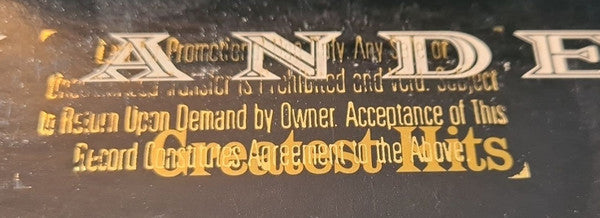 ANDE
Promotion Only Any Sale or
Unauthorized Transfer is Prohibited and Void. Subject
to Return Upon Demand by Owner. Acceptance of This
Record Constitutes Agreement to the Above.
Greatest Hits